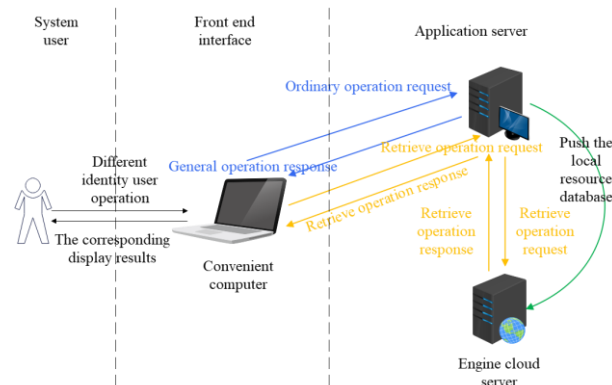 System
user
Front end
interface
Application server
Ordinary operation request
General operation response
Retrieve operation request
Retrieve operation response
Push the
local
resource
database
Different
identity user
operation
The corresponding
display results
Convenient
computer
Retrieve
operation
response
Retrieve
operation
request
Engine cloud
server